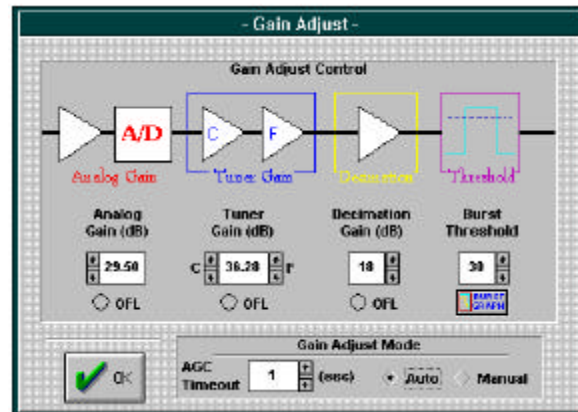 - Gain Adjust -
Gain Adjust Control
A/D
C
F
Analog Gain
Tuner Gain
Decimation
Threshold
Analog Gain (dB)
Tuner Gain (dB)
Decimation Gain (dB)
Burst Threshold
29.50
C 36.28 F
18
30
OFL
OFL
OFL
BURST GRAPH
OK
Gain Adjust Mode
AGC Timeout
1
(sec)
Auto
Manual